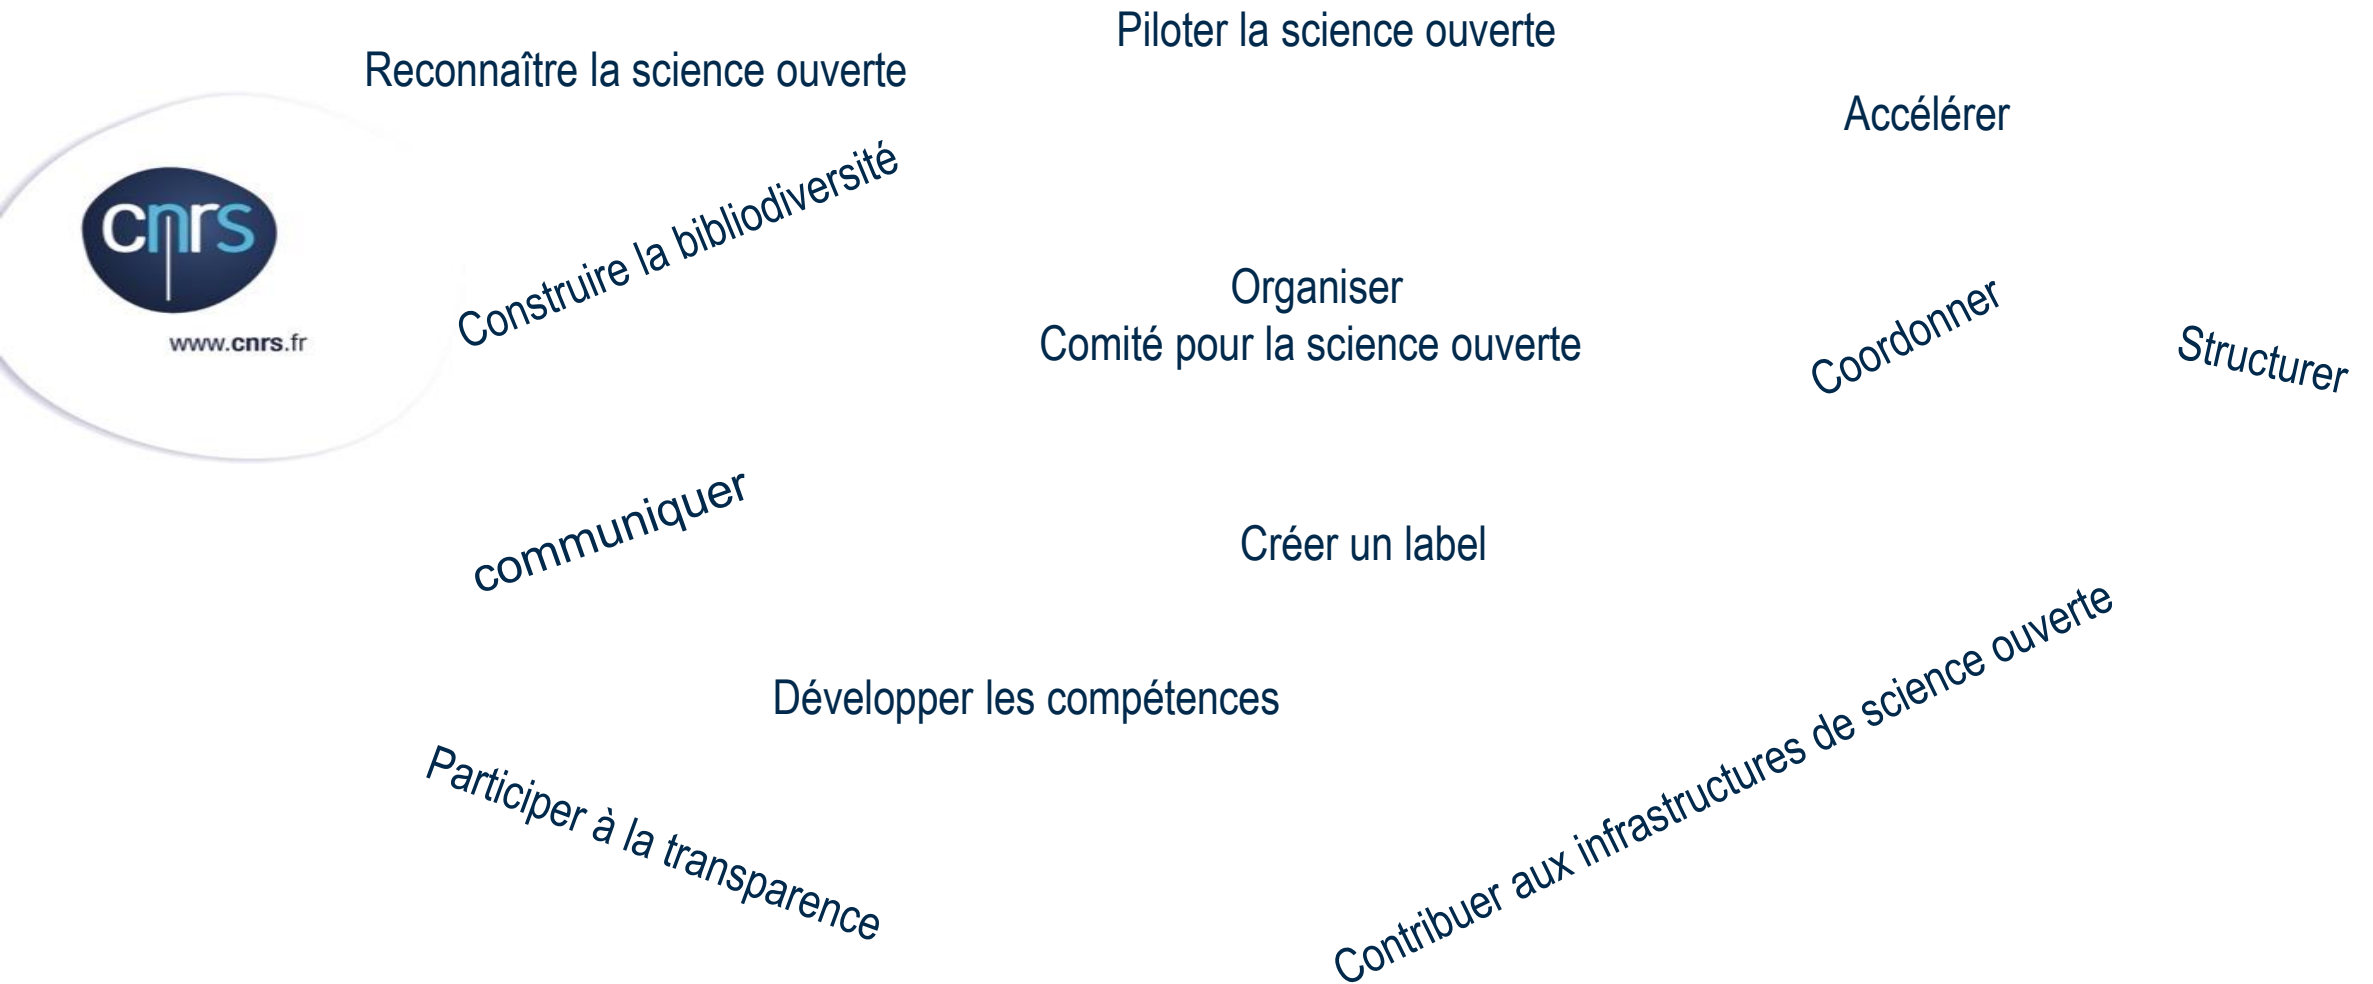 Piloter la science ouverte
Reconnaître la science ouverte
Accélérer
cnrs
www.cnrs.fr
Construire la bibliodiversité
Organiser
Comité pour la science ouverte
Coordonner
Structurer
communiquer
Créer un label
Développer les compétences
Participer à la transparence
Contribuer aux infrastructures de science ouverte